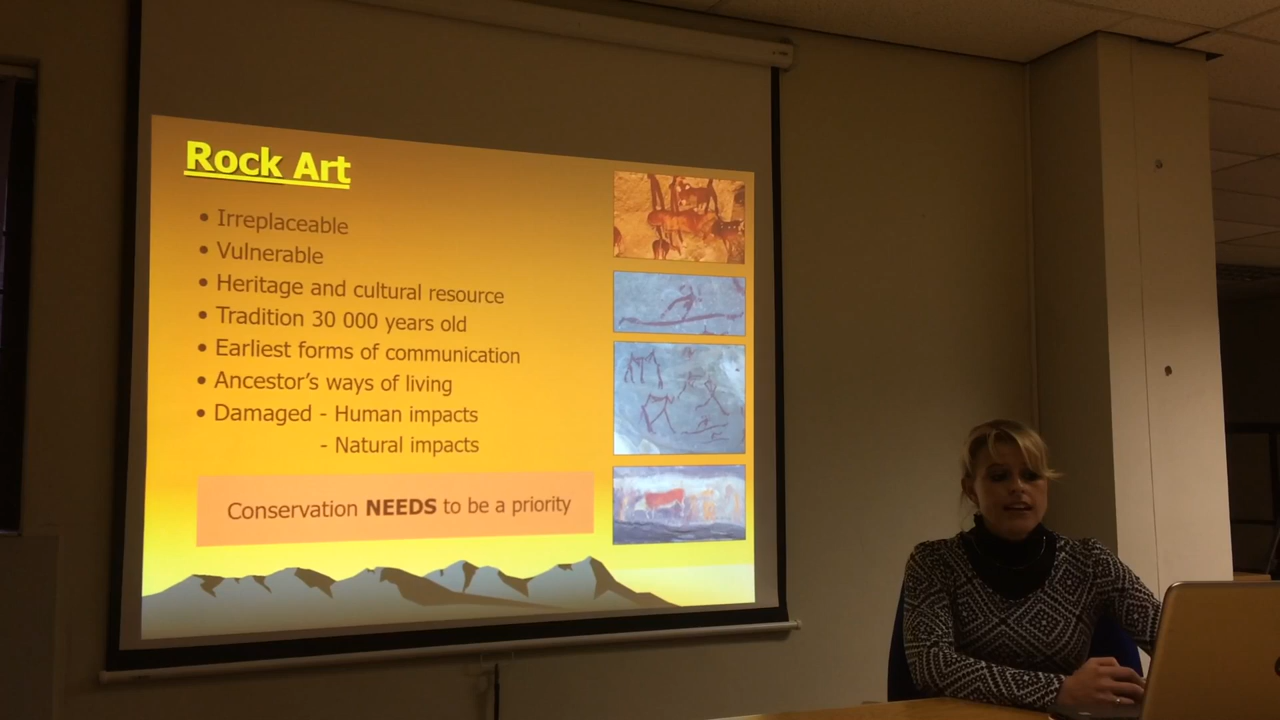 Rock Art
• Irreplaceable
• Vulnerable
• Heritage and cultural resource
• Tradition 30 000 years old
• Earliest forms of communication
• Ancestor's ways of living
• Damaged - Human impacts
- Natural impacts
Conservation NEEDS to be a priority